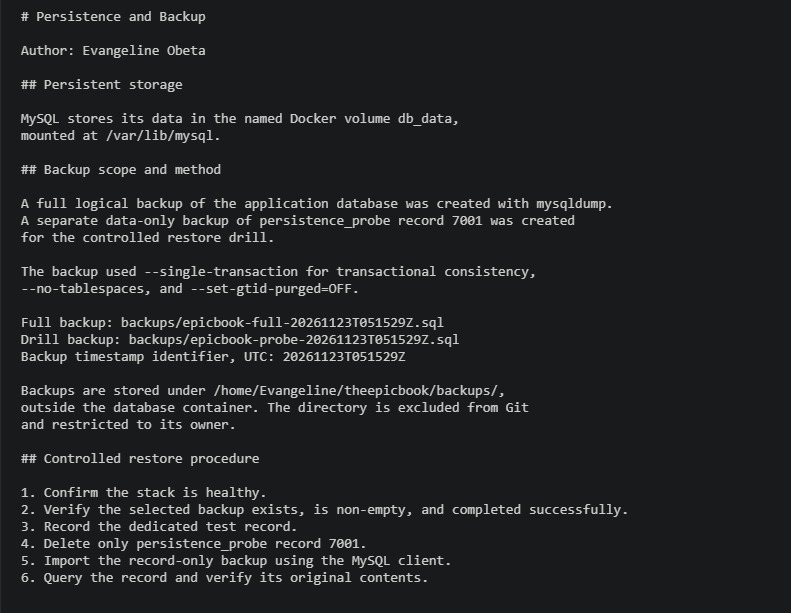 # Persistence and Backup
Author: Evangeline Obeta
## Persistent storage
MySQL stores its data in the named Docker volume db_data,
mounted at /var/lib/mysql.
## Backup scope and method
A full logical backup of the application database was created with mysqldump.
A separate data-only backup of persistence_probe record 7001 was created
for the controlled restore drill.
The backup used --single-transaction for transactional consistency,
--no-tablespaces, and --set-gtid-purged=OFF.
Full backup: backups/epicbook-full-20261123T051529Z.sql
Drill backup: backups/epicbook-probe-20261123T051529Z.sql
Backup timestamp identifier, UTC: 20261123T051529Z
Backups are stored under /home/Evangeline/theepicbook/backups/,
outside the database container. The directory is excluded from Git
and restricted to its owner.
## Controlled restore procedure
1. Confirm the stack is healthy.
2. Verify the selected backup exists, is non-empty, and completed successfully.
3. Record the dedicated test record.
4. Delete only persistence_probe record 7001.
5. Import the record-only backup using the MySQL client.
6. Query the record and verify its original contents.